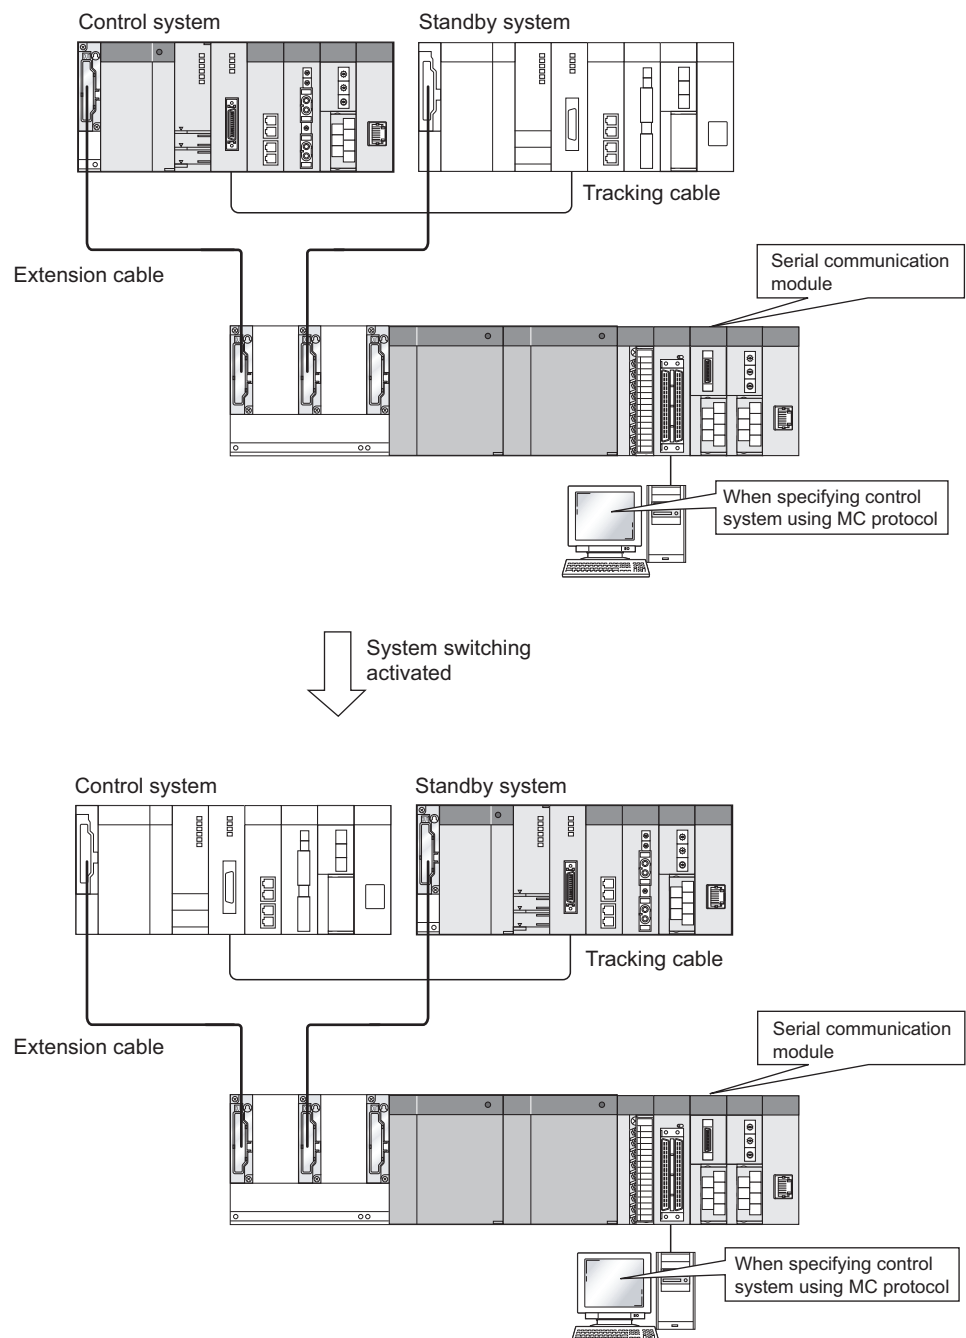 Control system
Standby system
Tracking cable
Extension cable
Serial communication
module
When specifying control
system using MC protocol
System switching
activated
Control system
Standby system
Tracking cable
Extension cable
Serial communication
module
When specifying control
system using MC protocol